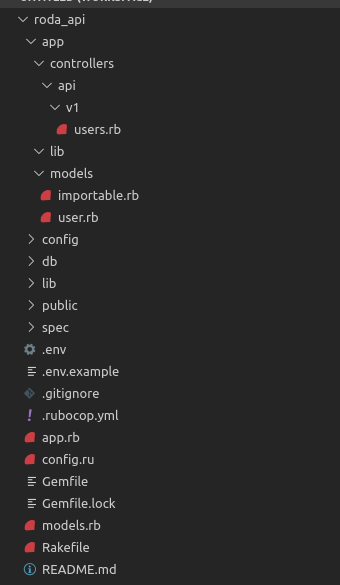 roda_api
app
controllers
api
v1
users.rb
lib
models
importable.rb
user.rb
config
db
lib
public
spec
.env
.env.example
.gitignore
.rubocop.yml
app.rb
config.ru
Gemfile
Gemfile.lock
models.rb
Rakefile
README.md